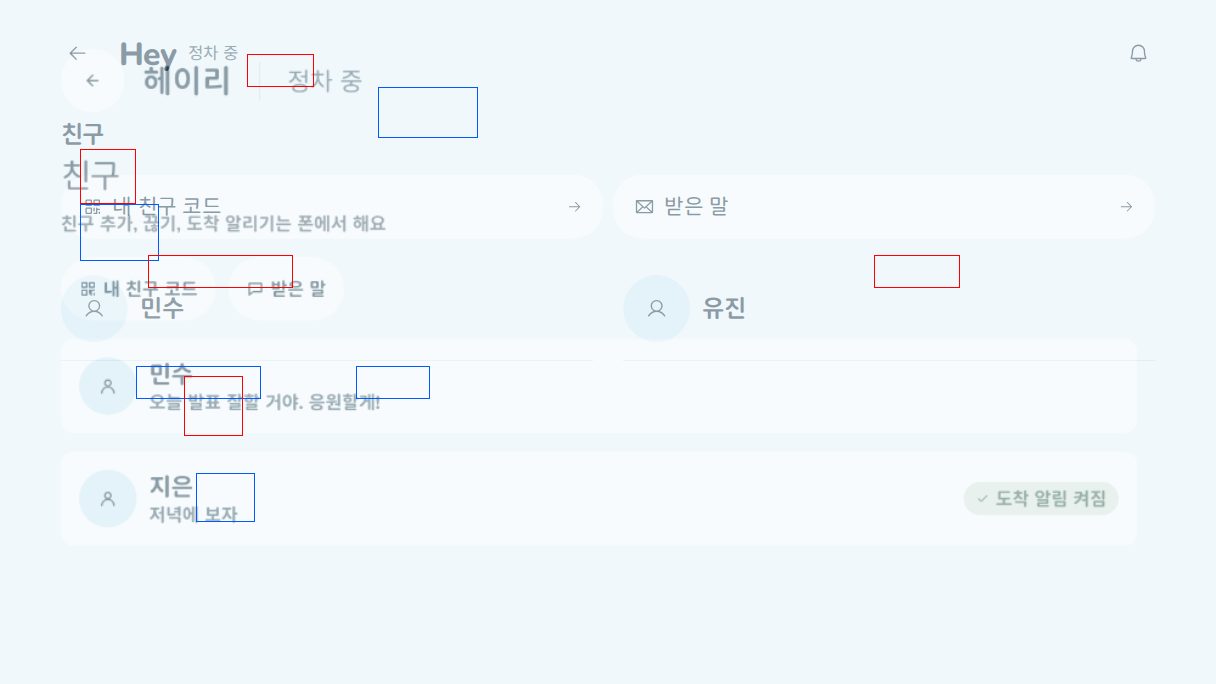 Hey, 정차 중
헤이리 정차 중
친구
친구
내 친구 코드
받은 말
친구 추가, 끊기, 도착 알리기는 폰에서 해요
내 친구 코드
받은 말
민수
유진
민수
오늘 발표 잘할 거야. 응원할게!
지은
저녁에 보자
도착 알림 켜짐